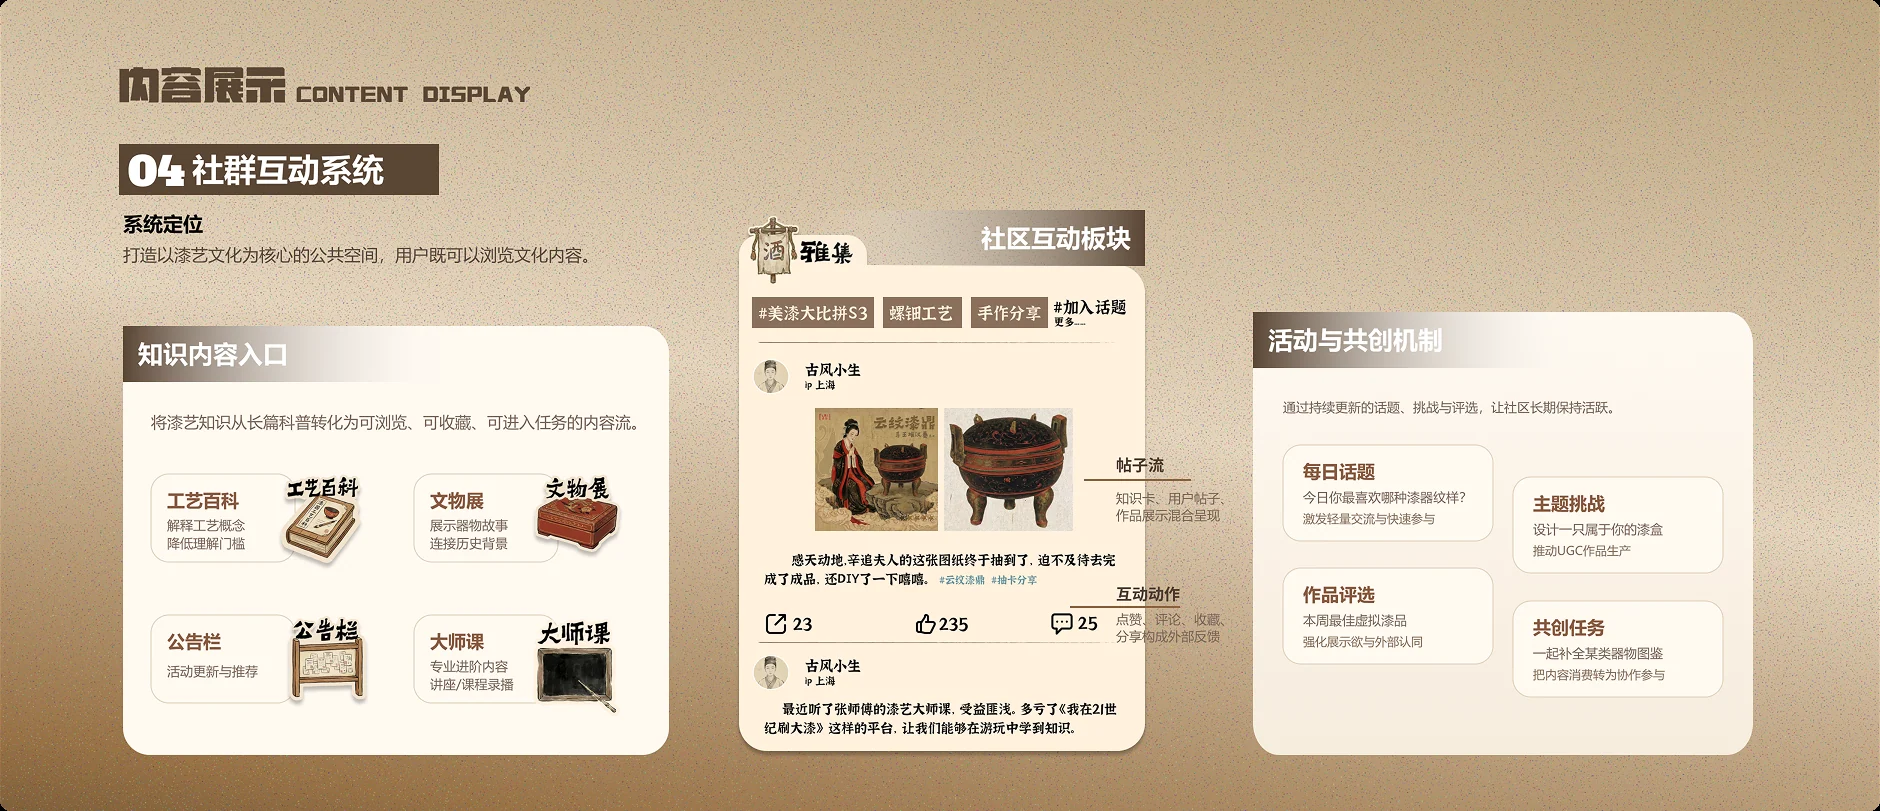 内容展示 CONTENT DISPLAY
04 社群互动系统
系统定位
打造以漆艺文化为核心的公共空间，用户既可以浏览文化内容。
知识内容入口
将漆艺知识从长篇科普转化为可浏览、可收藏、可进入任务的内容流。
工艺百科
解释工艺概念
降低理解门槛
工艺百科
文物展
展示器物故事
连接历史背景
文物展
公告栏
活动更新与推荐
公告栏
大师课
专业进阶内容
讲座/课程录播
大师课
社区互动板块
酒 雅集
#美漆大比拼S3 螺钿工艺 手作分享 #加入话题
更多......
古风小生
ip 上海
云纹漆鼎
感天动地，辛追夫人的这张图纸终于抽到了，迫不及待去完
成了成品，还DIY了一下嘻嘻。 #云纹漆鼎 #抽卡分享
23 235 25
古风小生
ip 上海
最近听了张师傅的漆艺大师课，受益匪浅。多亏了《我在21世
纪刷大漆》这样的平台，让我们能够在游玩中学到知识。
帖子流
知识卡、用户帖子、
作品展示混合呈现
互动动作
点赞、评论、收藏、
分享构成外部反馈
活动与共创机制
通过持续更新的话题、挑战与评选，让社区长期保持活跃。
每日话题
今日你最喜欢哪种漆器纹样？
激发轻量交流与快速参与
主题挑战
设计一只属于你的漆盒
推动UGC作品生产
作品评选
本周最佳虚拟漆品
强化展示欲与外部认同
共创任务
一起补全某类器物图鉴
把内容消费转为协作参与